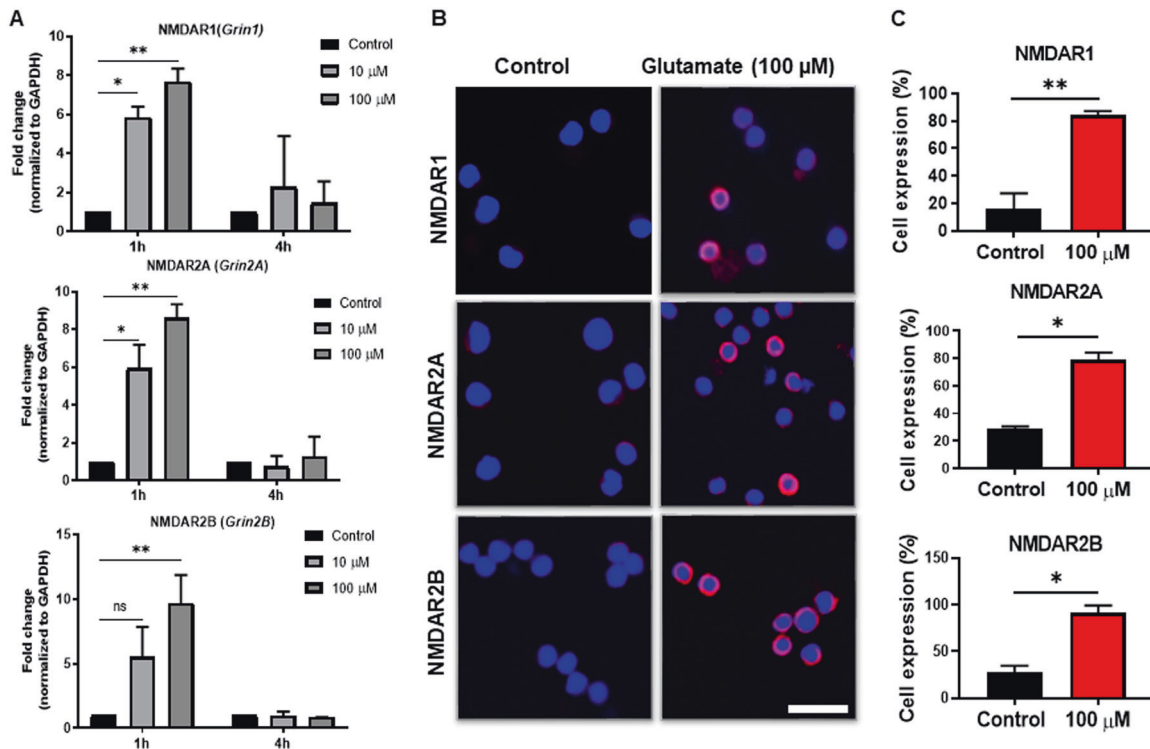 A
NMDAR1(Grin1)
Fold change
(normalized to GAPDH)
10
8
6
4
2
0
*
**
Control
10 μM
100 μM
1h
4h
NMDAR2A (Grin2A)
Fold change
(normalized to GAPDH)
10
8
6
4
2
0
*
**
Control
10 μM
100 μM
1h
4h
NMDAR2B (Grin2B)
Fold change
(normalized to GAPDH)
15
10
5
0
ns
**
Control
10 μM
100 μM
1h
4h
B
Control
Glutamate (100 μM)
NMDAR1
NMDAR2A
NMDAR2B
C
NMDAR1
Cell expression (%)
100
80
60
40
20
0
**
Control
100 μM
NMDAR2A
Cell expression (%)
100
80
60
40
20
0
*
Control
100 μM
NMDAR2B
Cell expression (%)
150
100
50
0
*
Control
100 μM